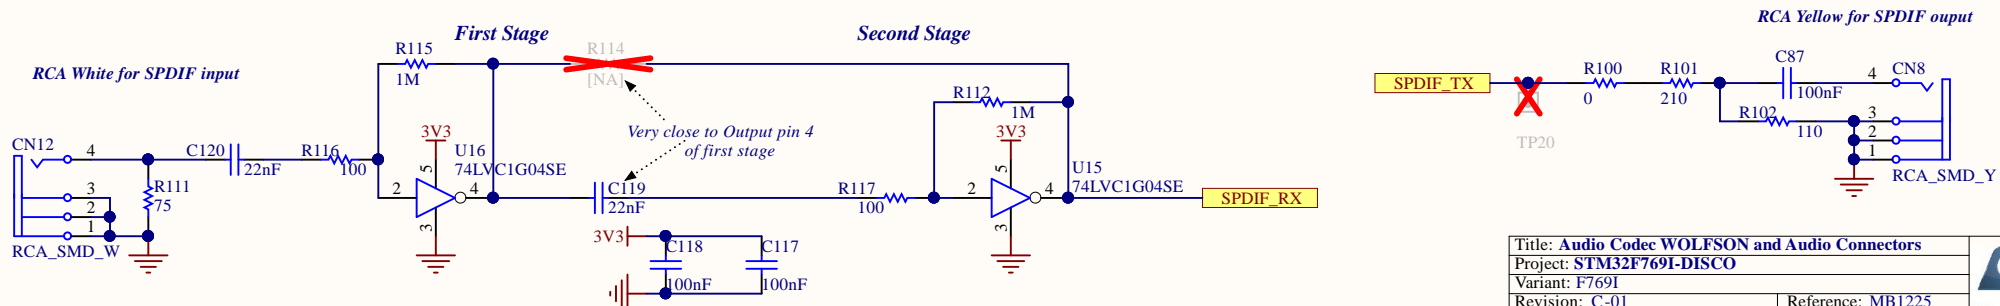 RCA Yellow for SPDIF ouput
First Stage
Second Stage
RCA White for SPDIF input
R115
1M
R114
[NA]
R112
1M
Very close to Output pin 4
of first stage
CN12
4
3
2
1
RCA_SMD_W
R111
75
C120
22nF
R116
100
3V3
5
U16
74LVC1G04SE
2
4
3
C119
22nF
3V3
C118
100nF
C117
100nF
R117
100
3V3
5
U15
74LVC1G04SE
2
4
3
SPDIF_RX
SPDIF_TX
TP20
R100
0
R101
210
R102
110
C87
100nF
CN8
4
3
2
1
RCA_SMD_Y
Title: Audio Codec WOLFSON and Audio Connectors
Project: STM32F769I-DISCO
Variant: F769I
Revision: C-01
Reference: MB1225